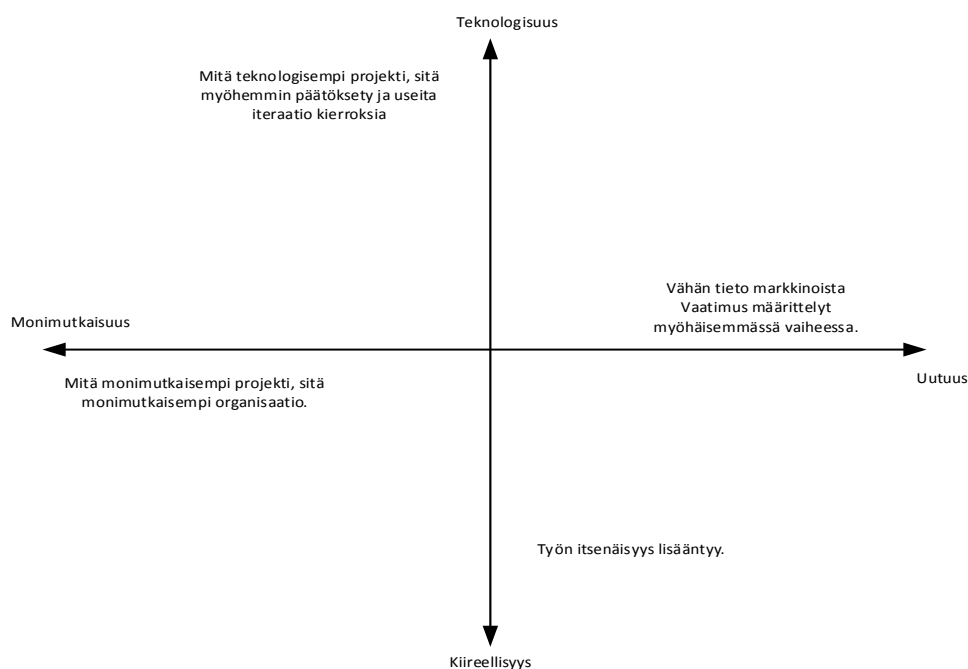 Teknologisuus
Mitä teknologisempi projekti, sitä
myöhemmin päätöksety ja useita
iteraatio kierroksia
Vähän tieto markkinoista
Vaatimus määrittelyt
myöhäisemmässä vaiheessa.
Monimutkaisuus
Uutuus
Mitä monimutkaisempi projekti, sitä
monimutkaisempi organisaatio.
Työn itsenäisyys lisääntyy.
Kiireellisyys